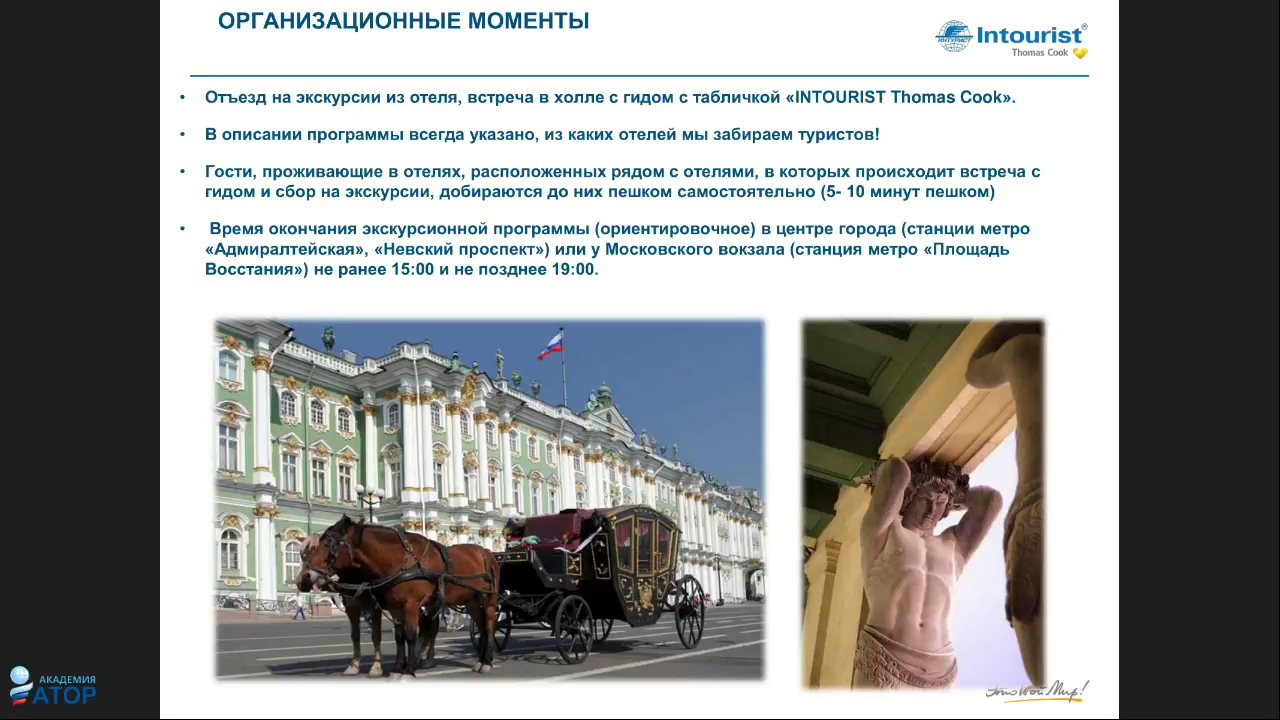 ОРГАНИЗАЦИОННЫЕ МОМЕНТЫ
ИНТУРИСТ Intourist®
Thomas Cook
• Отъезд на экскурсии из отеля, встреча в холле с гидом с табличкой «INTOURIST Thomas Cook».
• В описании программы всегда указано, из каких отелей мы забираем туристов!
• Гости, проживающие в отелях, расположенных рядом с отелями, в которых происходит встреча с
гидом и сбор на экскурсии, добираются до них пешком самостоятельно (5- 10 минут пешком)
• Время окончания экскурсионной программы (ориентировочное) в центре города (станции метро
«Адмиралтейская», «Невский проспект») или у Московского вокзала (станция метро «Площадь
Восстания») не ранее 15:00 и не позднее 19:00.
Это твой Мир!
АКАДЕМИЯ
АТОР